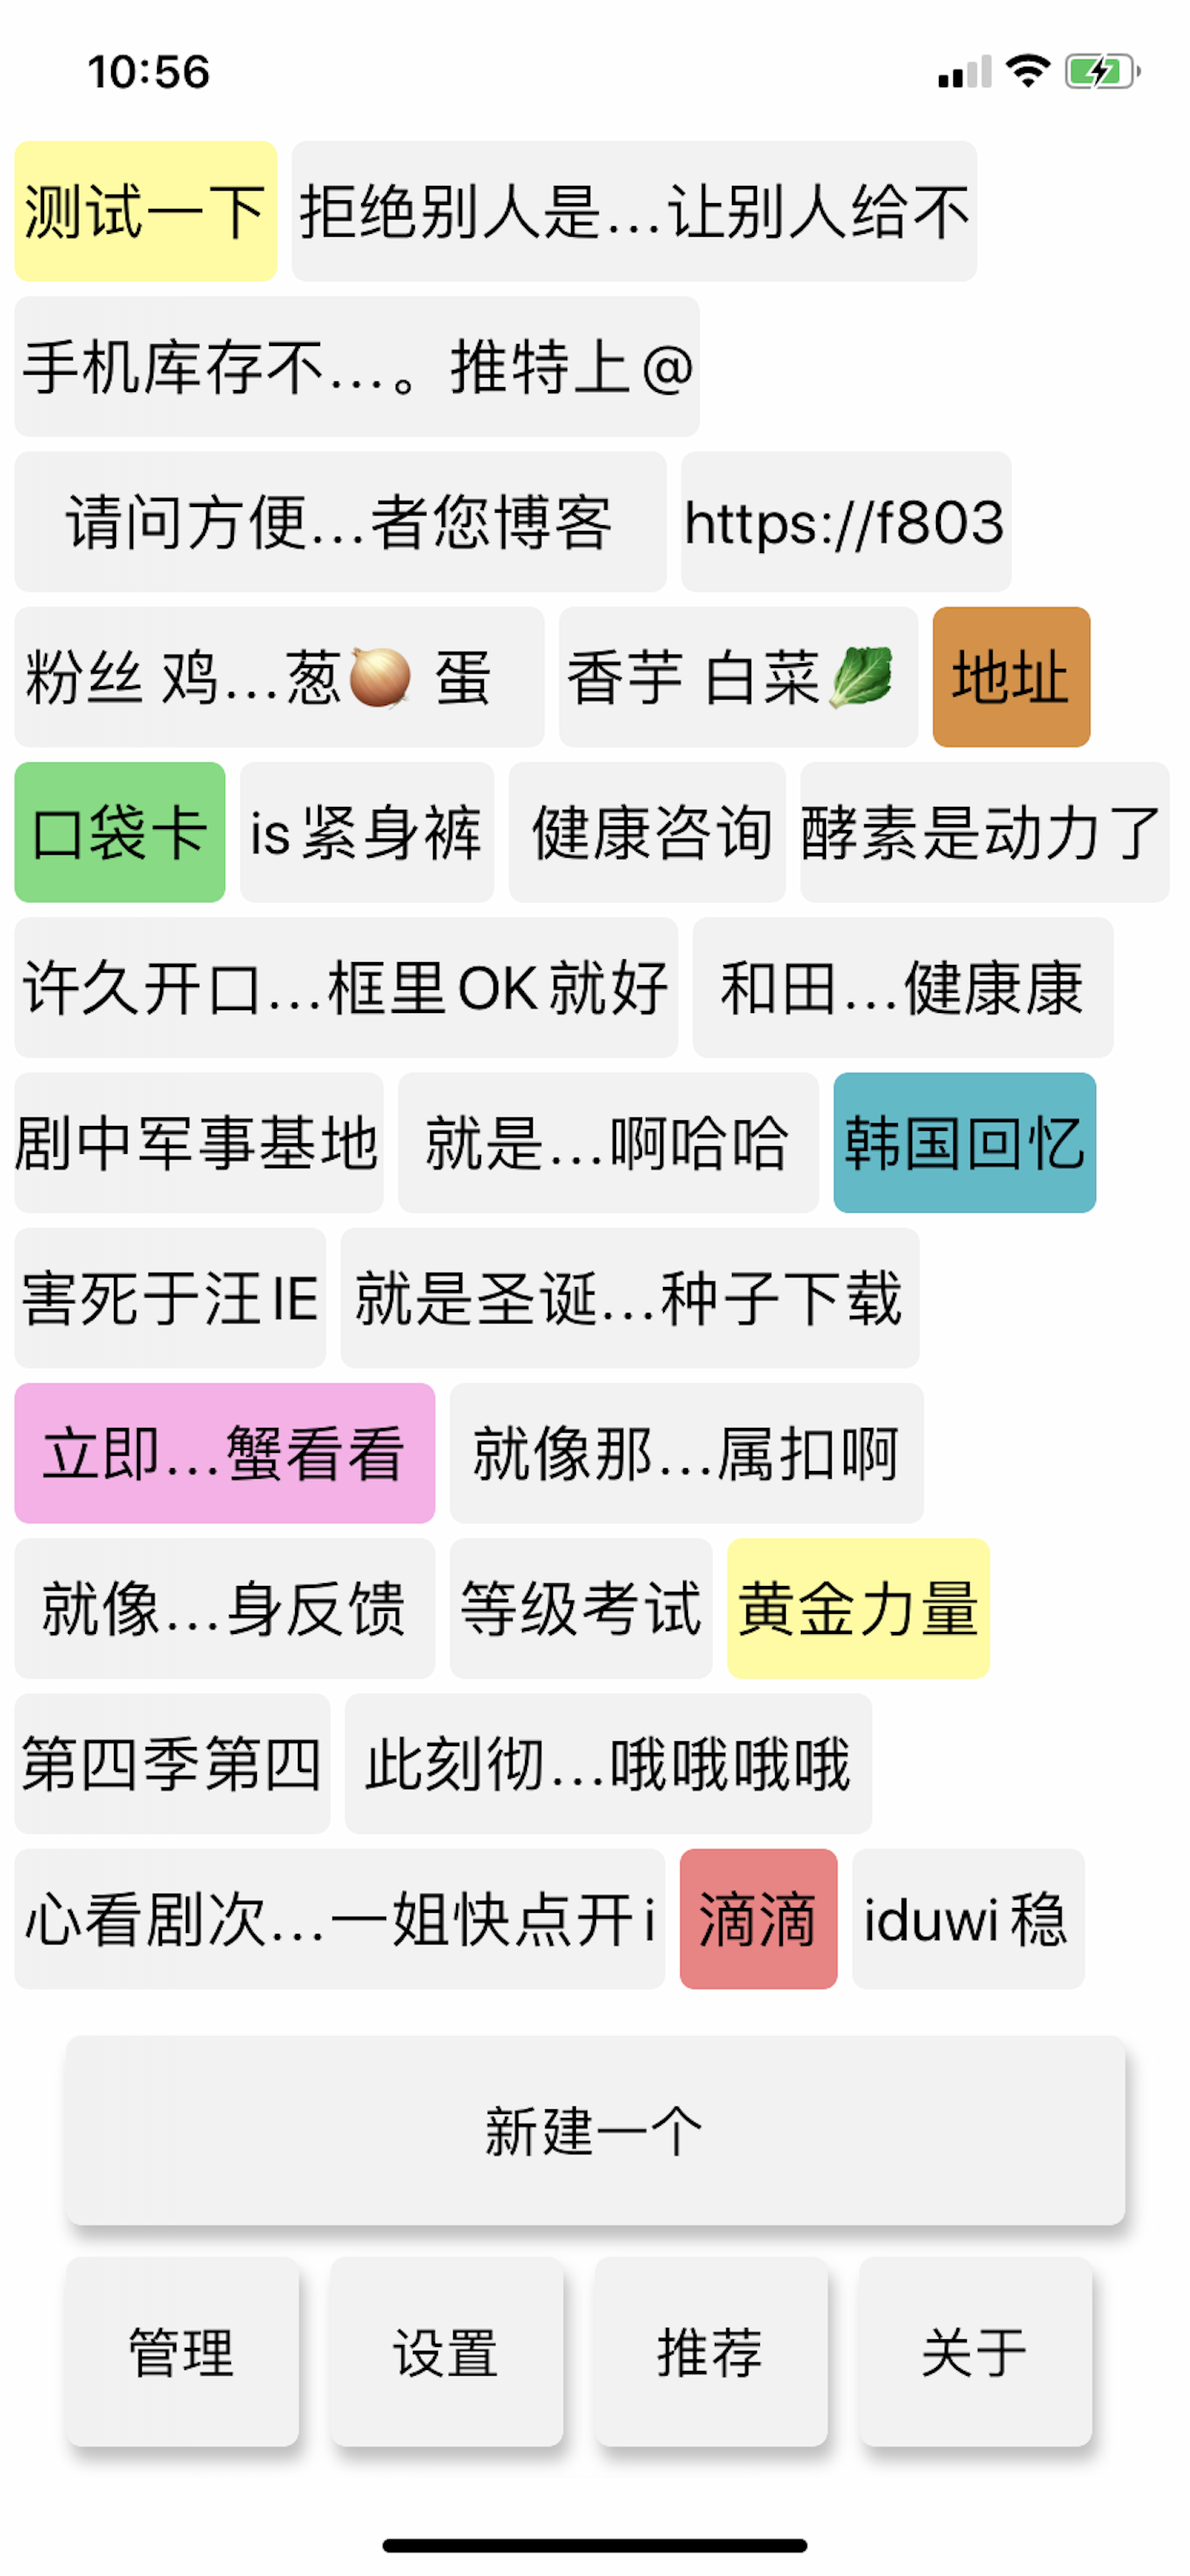 10:56
测试一下 拒绝别人是…让别人给不
手机库存不…。推特上@
请问方便…者您博客 https://f803
粉丝 鸡…葱🧅 蛋 香芋 白菜🥬 地址
口袋卡 is紧身裤 健康咨询 酵素是动力了
许久开口…框里OK就好 和田…健康康
剧中军事基地 就是…啊哈哈 韩国回忆
害死于汪IE 就是圣诞…种子下载
立即…蟹看看 就像那…属扣啊
就像…身反馈 等级考试 黄金力量
第四季第四 此刻彻…哦哦哦哦
心看剧次…一姐快点开i 滴滴 iduwi稳
新建一个
管理 设置 推荐 关于